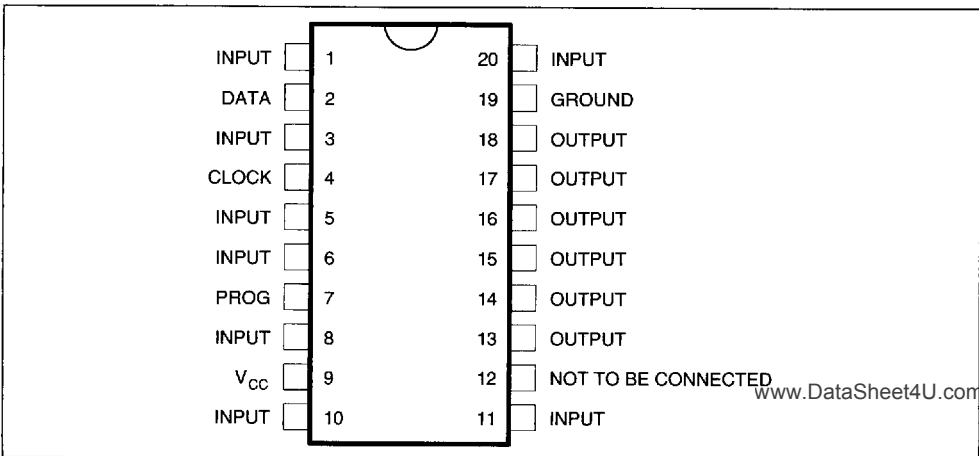 INPUT 1 20 INPUT
DATA 2 19 GROUND
INPUT 3 18 OUTPUT
CLOCK 4 17 OUTPUT
INPUT 5 16 OUTPUT
INPUT 6 15 OUTPUT
PROG 7 14 OUTPUT
INPUT 8 13 OUTPUT
VCC 9 12 NOT TO BE CONNECTED
www.DataSheet4U.com
INPUT 10 11 INPUT